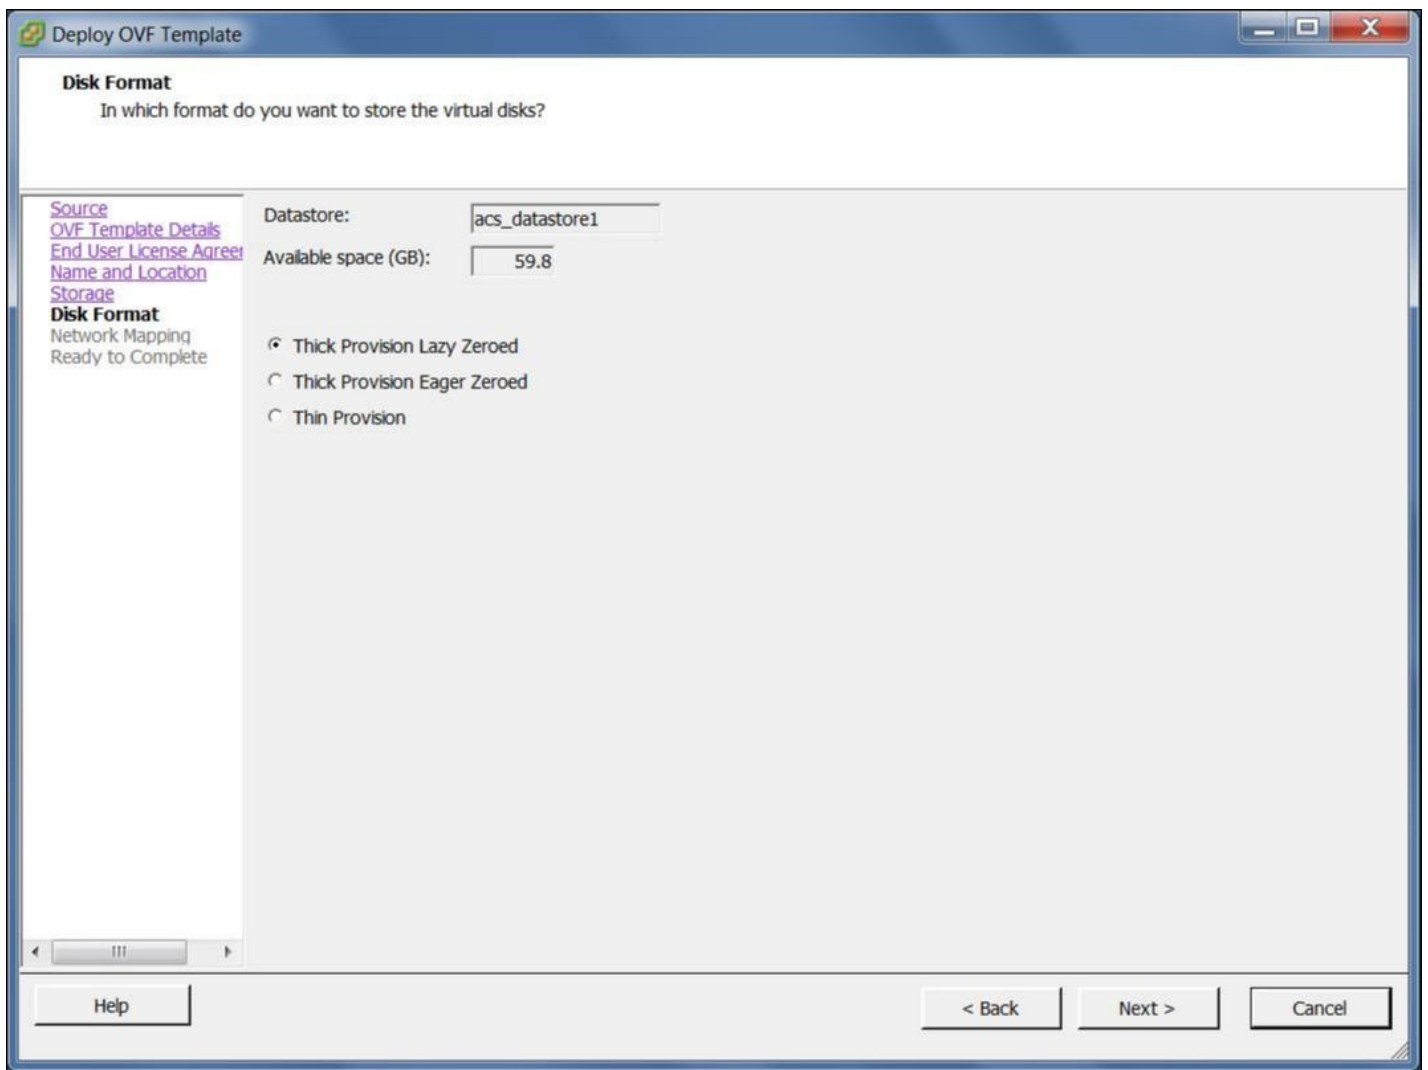 Deploy OVF Template
Disk Format
In which format do you want to store the virtual disks?
Source
OVF Template Details
End User License Agreer
Name and Location
Storage
Disk Format
Network Mapping
Ready to Complete
Datastore:
acs_datastore1
Available space (GB):
59.8
Thick Provision Lazy Zeroed
Thick Provision Eager Zeroed
Thin Provision
Help
< Back
Next >
Cancel